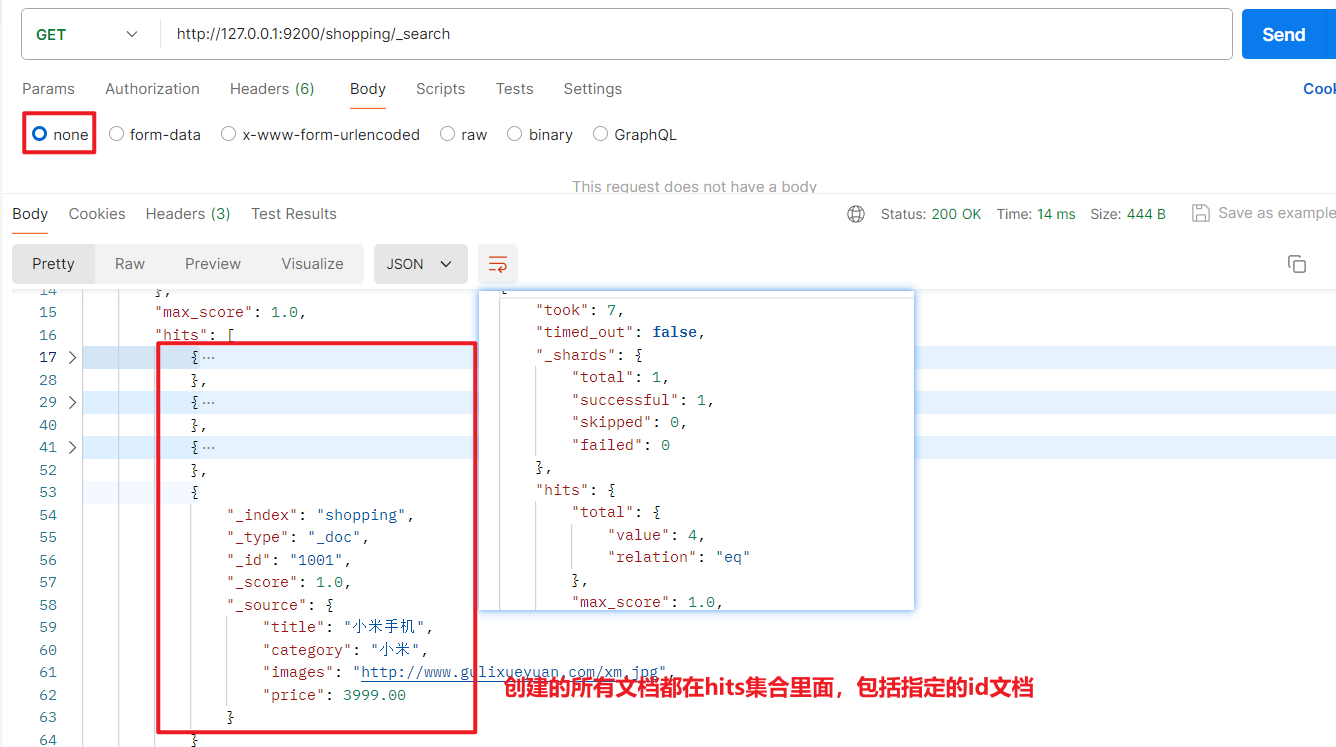 GET http://127.0.0.1:9200/shopping/_search Send
Params Authorization Headers (6) Body Scripts Tests Settings Cook
none form-data x-www-form-urlencoded raw binary GraphQL
This request does not have a body
Body Cookies Headers (3) Test Results Status: 200 OK Time: 14 ms Size: 444 B Save as example
Pretty Raw Preview Visualize JSON
14 },
15 "max_score": 1.0,
16 "hits": [
17 {···
28 },
29 {···
40 },
41 {···
52 },
53 {
54 "_index": "shopping",
55 "_type": "_doc",
56 "_id": "1001",
57 "_score": 1.0,
58 "_source": {
59 "title": "小米手机",
60 "category": "小米",
61 "images": "http://www.gulixueyuan.com/xm.jpg",
62 "price": 3999.00
63 }
64 }
"took": 7,
"timed_out": false,
"_shards": {
"total": 1,
"successful": 1,
"skipped": 0,
"failed": 0
},
"hits": {
"total": {
"value": 4,
"relation": "eq"
},
"max_score": 1.0,
创建的所有文档都在hits集合里面，包括指定的id文档